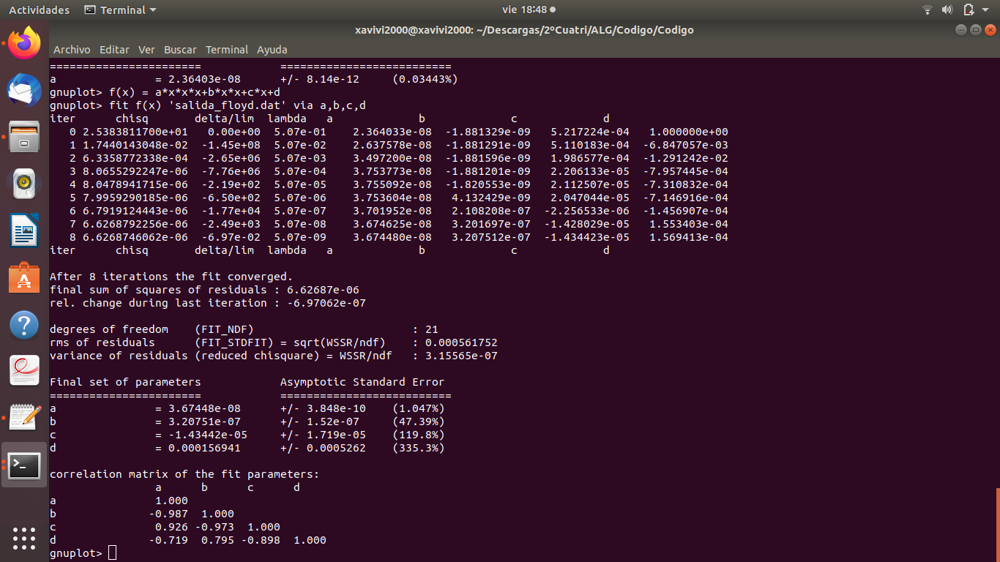 Actividades Terminal vie 18:48
xavivi2000@xavivi2000: ~/Descargas/2ºCuatri/ALG/Codigo/Codigo
Archivo Editar Ver Buscar Terminal Ayuda
======================= ==========================
a = 2.36403e-08 +/- 8.14e-12 (0.03443%)
gnuplot> f(x) = a*x*x*x+b*x*x+c*x+d
gnuplot> fit f(x) 'salida_floyd.dat' via a,b,c,d
iter chisq delta/lim lambda a b c d
0 2.5383811700e+01 0.00e+00 5.07e-01 2.364033e-08 -1.881329e-09 5.217224e-04 1.000000e+00
1 1.7440143048e-02 -1.45e+08 5.07e-02 2.637578e-08 -1.881291e-09 5.110183e-04 -6.847057e-03
2 6.3358772338e-04 -2.65e+06 5.07e-03 3.497200e-08 -1.881596e-09 1.986577e-04 -1.291242e-02
3 8.0655292247e-06 -7.76e+06 5.07e-04 3.753773e-08 -1.881201e-09 2.206133e-05 -7.957445e-04
4 8.0478941715e-06 -2.19e+02 5.07e-05 3.755092e-08 -1.820553e-09 2.112507e-05 -7.310832e-04
5 7.9959290185e-06 -6.50e+02 5.07e-06 3.753604e-08 4.132429e-09 2.047044e-05 -7.146916e-04
6 6.7919124443e-06 -1.77e+04 5.07e-07 3.701952e-08 2.108208e-07 -2.256533e-06 -1.456907e-04
7 6.6268792256e-06 -2.49e+03 5.07e-08 3.674625e-08 3.201697e-07 -1.428029e-05 1.553403e-04
8 6.6268746062e-06 -6.97e-02 5.07e-09 3.674480e-08 3.207512e-07 -1.434423e-05 1.569413e-04
iter chisq delta/lim lambda a b c d
After 8 iterations the fit converged.
final sum of squares of residuals : 6.62687e-06
rel. change during last iteration : -6.97062e-07
degrees of freedom (FIT_NDF) : 21
rms of residuals (FIT_STDFIT) = sqrt(WSSR/ndf) : 0.000561752
variance of residuals (reduced chisquare) = WSSR/ndf : 3.15565e-07
Final set of parameters Asymptotic Standard Error
======================= ==========================
a = 3.67448e-08 +/- 3.848e-10 (1.047%)
b = 3.20751e-07 +/- 1.52e-07 (47.39%)
c = -1.43442e-05 +/- 1.719e-05 (119.8%)
d = 0.000156941 +/- 0.0005262 (335.3%)
correlation matrix of the fit parameters:
a b c d
a 1.000
b -0.987 1.000
c 0.926 -0.973 1.000
d -0.719 0.795 -0.898 1.000
gnuplot>